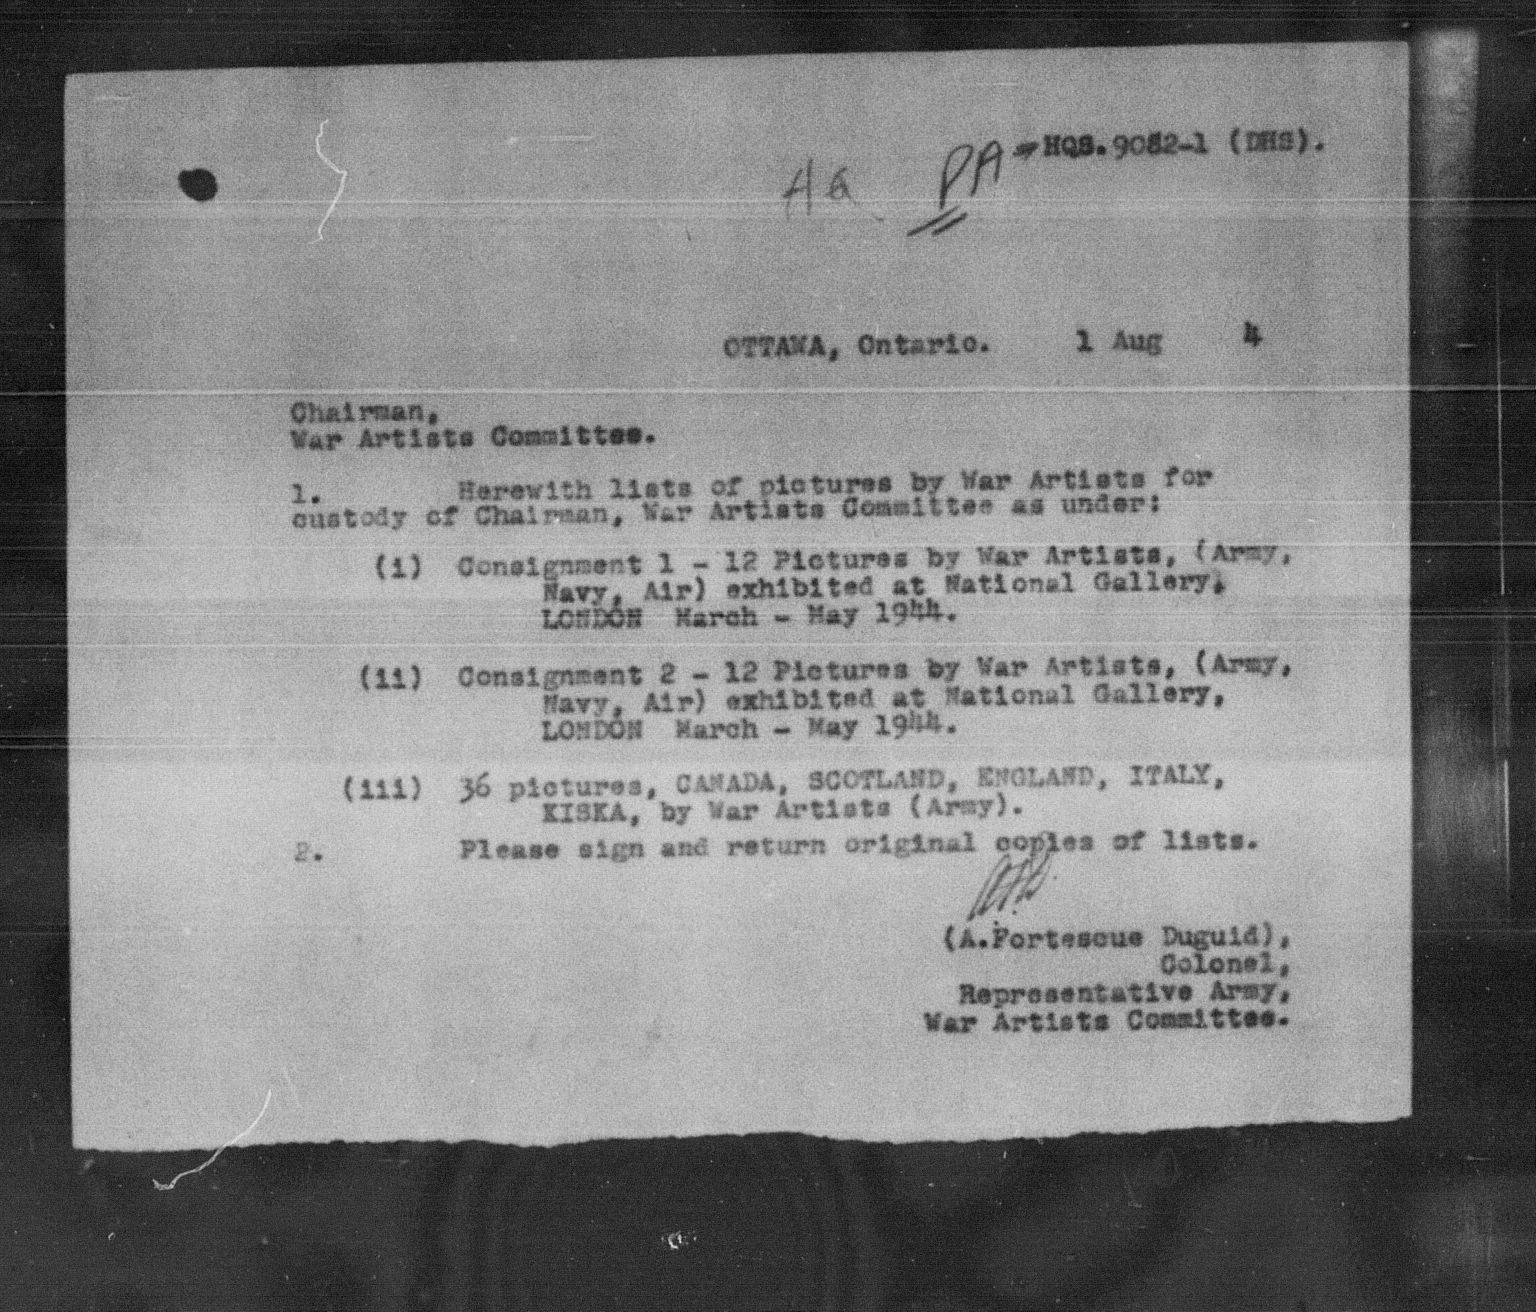 HQS.9082-1 (DHS).
4a PA
OTTAWA, Ontario. 1 Aug 4
Chairman,
War Artists Committee.
1. Herewith lists of pictures by War Artists for
custody of Chairman, War Artists Committee as under:
(i) Consignment 1 - 12 Pictures by War Artists, (Army,
Navy, Air) exhibited at National Gallery,
LONDON March - May 1944.
(ii) Consignment 2 - 12 Pictures by War Artists, (Army,
Navy, Air) exhibited at National Gallery,
LONDON March - May 1944.
(iii) 36 pictures, CANADA, SCOTLAND, ENGLAND, ITALY,
KISKA, by War Artists (Army).
2. Please sign and return original copies of lists.
(A.Fortescue Duguid),
Colonel,
Representative Army,
War Artists Committee.